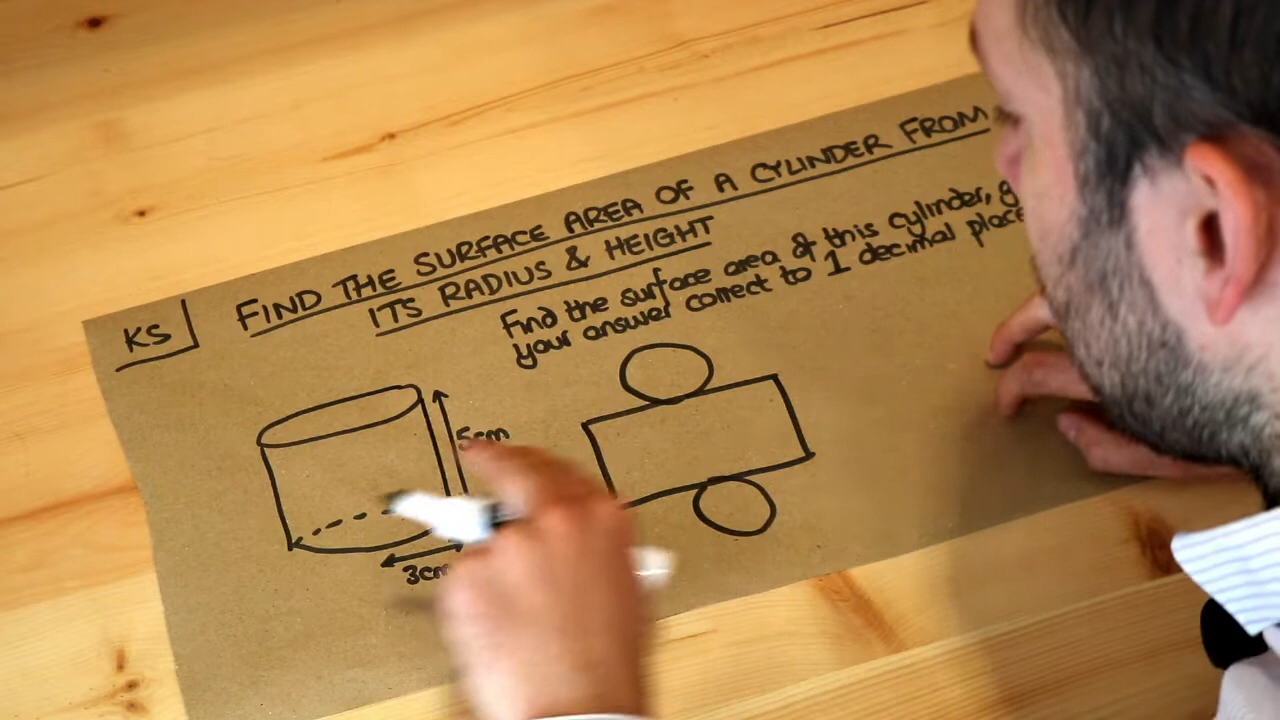 KS
FIND THE SURFACE AREA OF A CYLINDER FROM
ITS RADIUS & HEIGHT
Find the surface area of this cylinder,
your answer correct to 1 decimal place
5cm
3cm